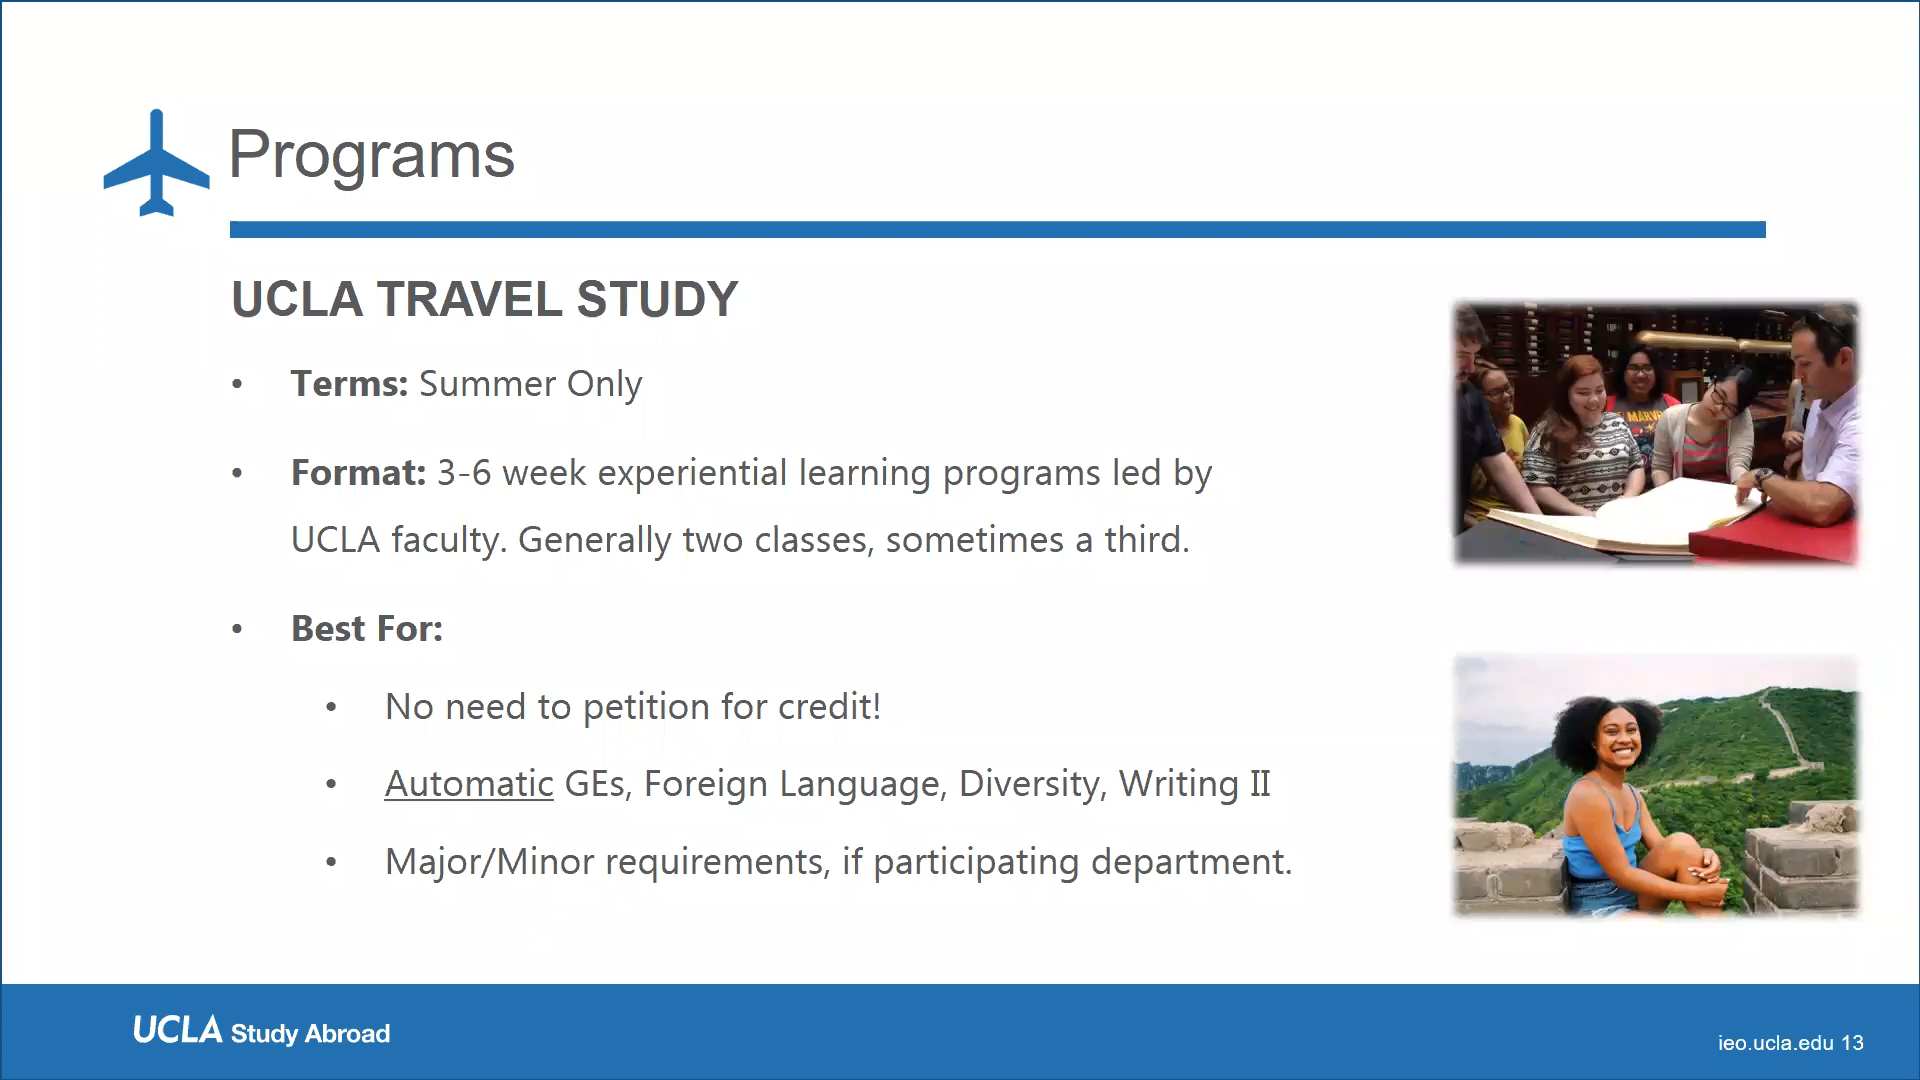 Programs
UCLA TRAVEL STUDY
• Terms: Summer Only
• Format: 3-6 week experiential learning programs led by
UCLA faculty. Generally two classes, sometimes a third.
• Best For:
• No need to petition for credit!
• Automatic GEs, Foreign Language, Diversity, Writing II
• Major/Minor requirements, if participating department.
MARV
UCLA Study Abroad
ieo.ucla.edu 13